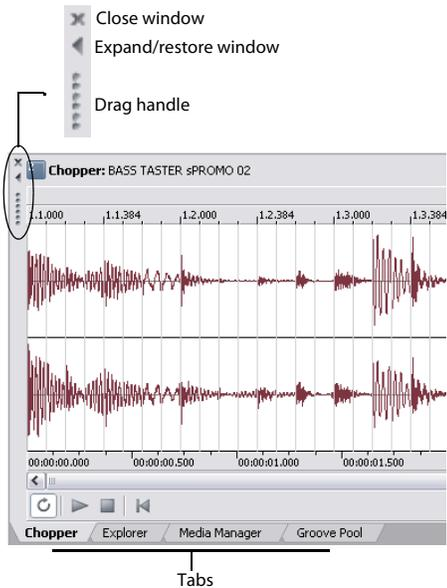 Close window
Expand/restore window
Drag handle
Chopper: BASS TASTER sPROMO 02
1.1.000 1.1.384 1.2.000 1.2.384 1.3.000 1.3.384
00:00:00.000 00:00:00.500 00:00:01.000 00:00:01.500
Chopper Explorer Media Manager Groove Pool
Tabs